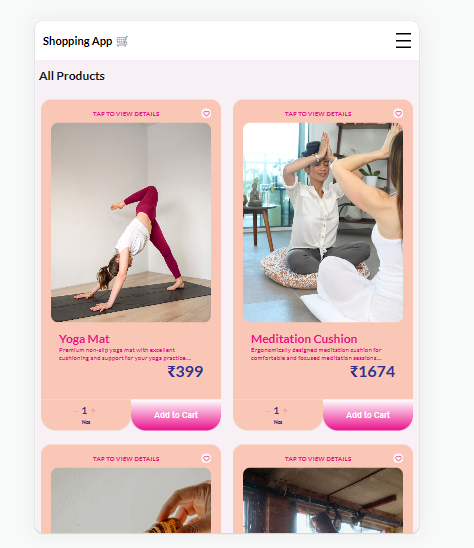 Shopping App 🛒
All Products
TAP TO VIEW DETAILS
TAP TO VIEW DETAILS
Yoga Mat
Premium non-slip yoga mat with excellent
cushioning and support for your yoga practice...
₹399
- 1 +
Nos
Add to Cart
Meditation Cushion
Ergonomically designed meditation cushion for
comfortable and focused meditation sessions...
₹1674
- 1 +
Nos
Add to Cart
TAP TO VIEW DETAILS
TAP TO VIEW DETAILS